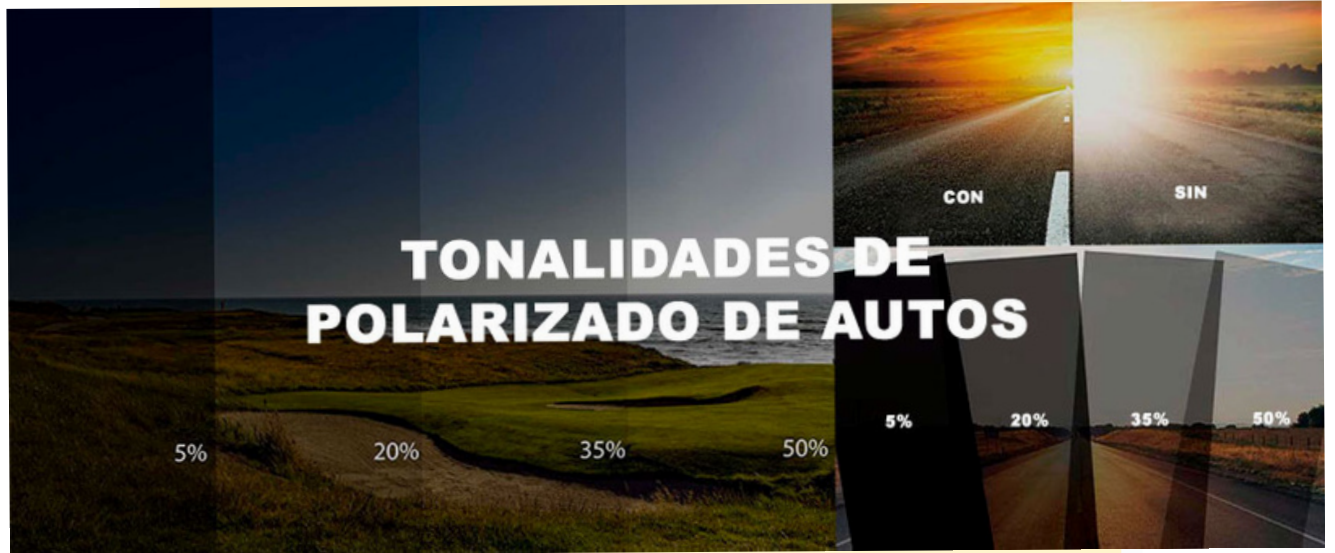 TONALIDADES DE
POLARIZADO DE AUTOS
5%
20%
35%
50%
CON
SIN
5%
20%
35%
50%